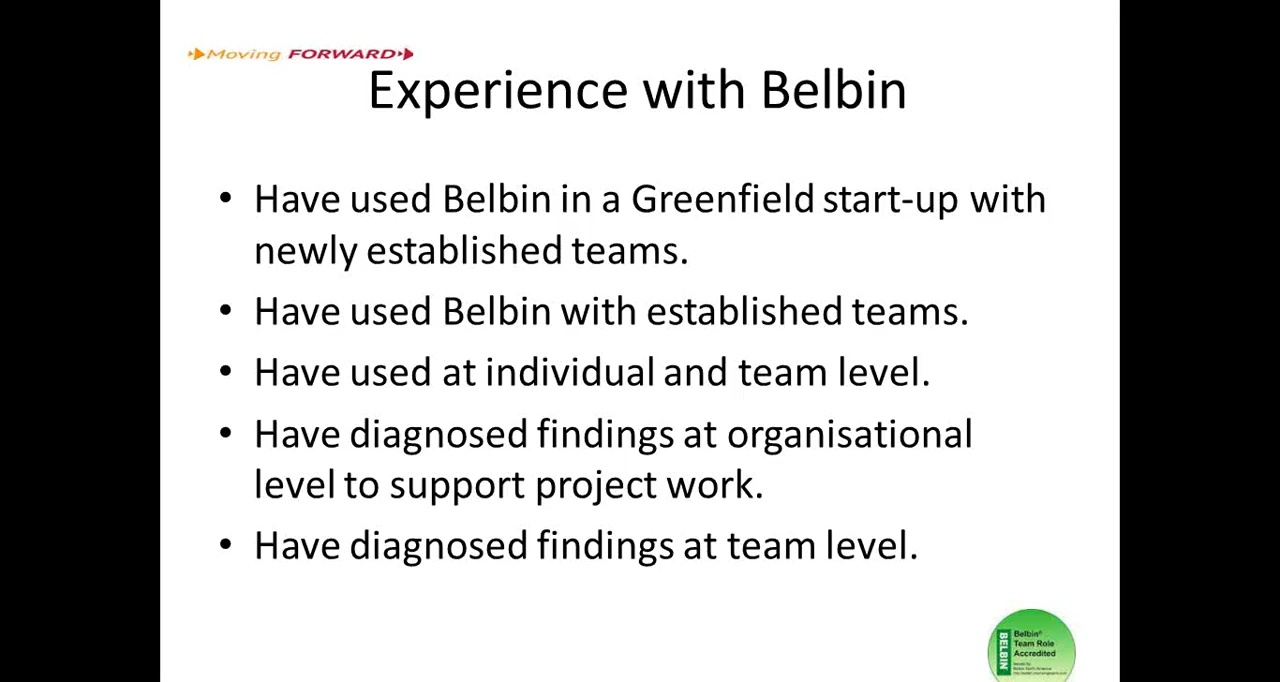 Moving FORWARD
Experience with Belbin
• Have used Belbin in a Greenfield start-up with
newly established teams.
• Have used Belbin with established teams.
• Have used at individual and team level.
• Have diagnosed findings at organisational
level to support project work.
• Have diagnosed findings at team level.
BELBIN
Belbin®
Team Role
Accredited